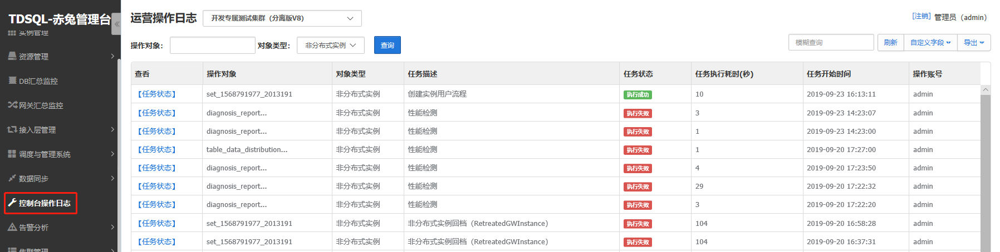 TDSQL-赤兔管理台
实例管理
资源管理
DB汇总监控
网关汇总监控
接入层管理
调度与管理系统
数据同步
控制台操作日志
告警分析
集群管理
运营操作日志 开发专属测试集群（分离版V8）
[注销] 管理员（admin）
操作对象： 对象类型： 非分布式实例 查询
模糊查询 刷新 自定义字段 导出
查看 操作对象 对象类型 任务描述 任务状态 任务执行耗时(秒) 任务开始时间 操作账号
【任务状态】 set_1568791977_2013191 非分布式实例 创建实例用户流程 执行成功 10 2019-09-23 16:13:11 admin
【任务状态】 diagnosis_report... 非分布式实例 性能检测 执行失败 3 2019-09-23 14:23:07 admin
【任务状态】 diagnosis_report... 非分布式实例 性能检测 执行失败 1 2019-09-23 14:23:00 admin
【任务状态】 table_data_distribution... 非分布式实例 性能检测 执行失败 1 2019-09-20 17:27:00 admin
【任务状态】 diagnosis_report... 非分布式实例 性能检测 执行失败 4 2019-09-20 17:23:50 admin
【任务状态】 diagnosis_report... 非分布式实例 性能检测 执行失败 29 2019-09-20 17:22:32 admin
【任务状态】 diagnosis_report... 非分布式实例 性能检测 执行失败 3 2019-09-20 17:22:20 admin
【任务状态】 set_1568791977_2013191 非分布式实例 非分布式实例回档（RetreatedGWInstance） 执行失败 104 2019-09-20 16:58:28 admin
【任务状态】 set_1568791977_2013191 非分布式实例 非分布式实例回档（RetreatedGWInstance） 执行失败 104 2019-09-20 16:37:31 admin